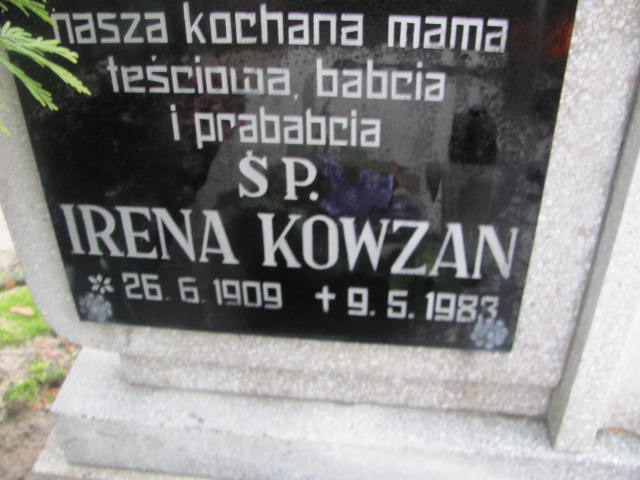 nasza kochana mama
teściowa, babcia
i prababcia
ŚP.
IRENA KOWZAN
* 26. 6. 1909 + 9. 5. 1983